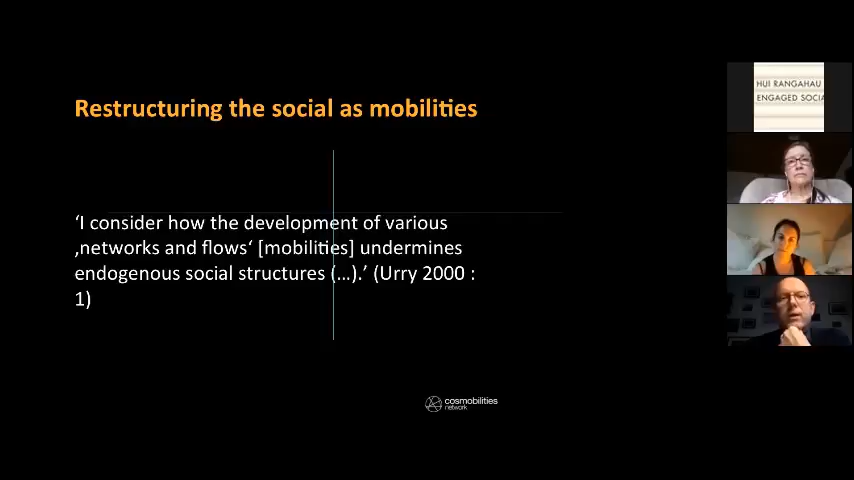 Restructuring the social as mobilities
‘I consider how the development of various
‚networks and flows‘ [mobilities] undermines
endogenous social structures (…).’ (Urry 2000 :
1)
cosmobilities
network
HUI RANGAHAU
ENGAGED SOCIA